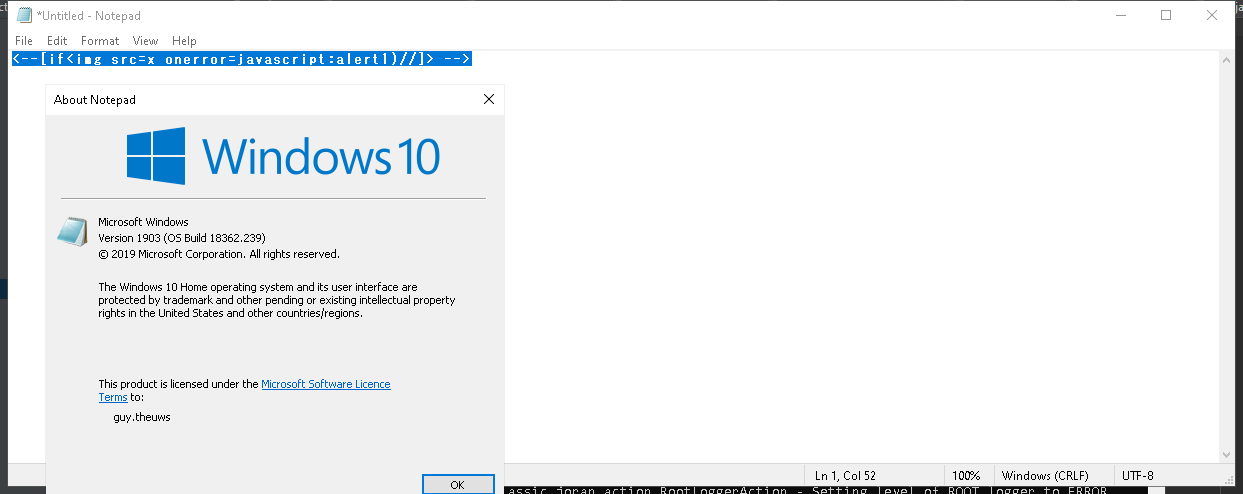 *Untitled - Notepad
File Edit Format View Help
<--[if<img src=x onerror=javascript:alert1)//]> -->
About Notepad
Windows 10
Microsoft Windows
Version 1903 (OS Build 18362.239)
© 2019 Microsoft Corporation. All rights reserved.
The Windows 10 Home operating system and its user interface are
protected by trademark and other pending or existing intellectual property
rights in the United States and other countries/regions.
This product is licensed under the Microsoft Software Licence
Terms to:
guy.theuws
OK
Ln 1, Col 52 100% Windows (CRLF) UTF-8
assic.joran.action.RootLoggerAction - Setting level of ROOT logger to ERROR